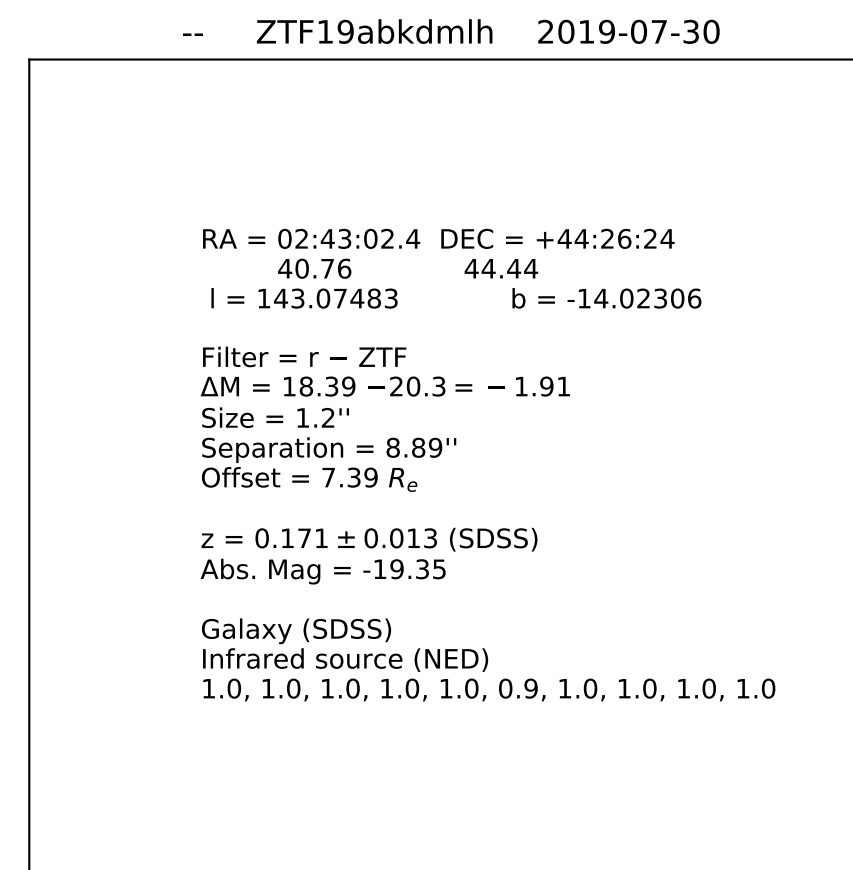 -- ZTF19abkdmlh 2019-07-30
RA = 02:43:02.4 DEC = +44:26:24
40.76 44.44
l = 143.07483 b = -14.02306
Filter = r − ZTF
ΔM = 18.39 −20.3 = − 1.91
Size = 1.2''
Separation = 8.89''
Offset = 7.39 Rₑ
z = 0.171 ± 0.013 (SDSS)
Abs. Mag = -19.35
Galaxy (SDSS)
Infrared source (NED)
1.0, 1.0, 1.0, 1.0, 1.0, 0.9, 1.0, 1.0, 1.0, 1.0